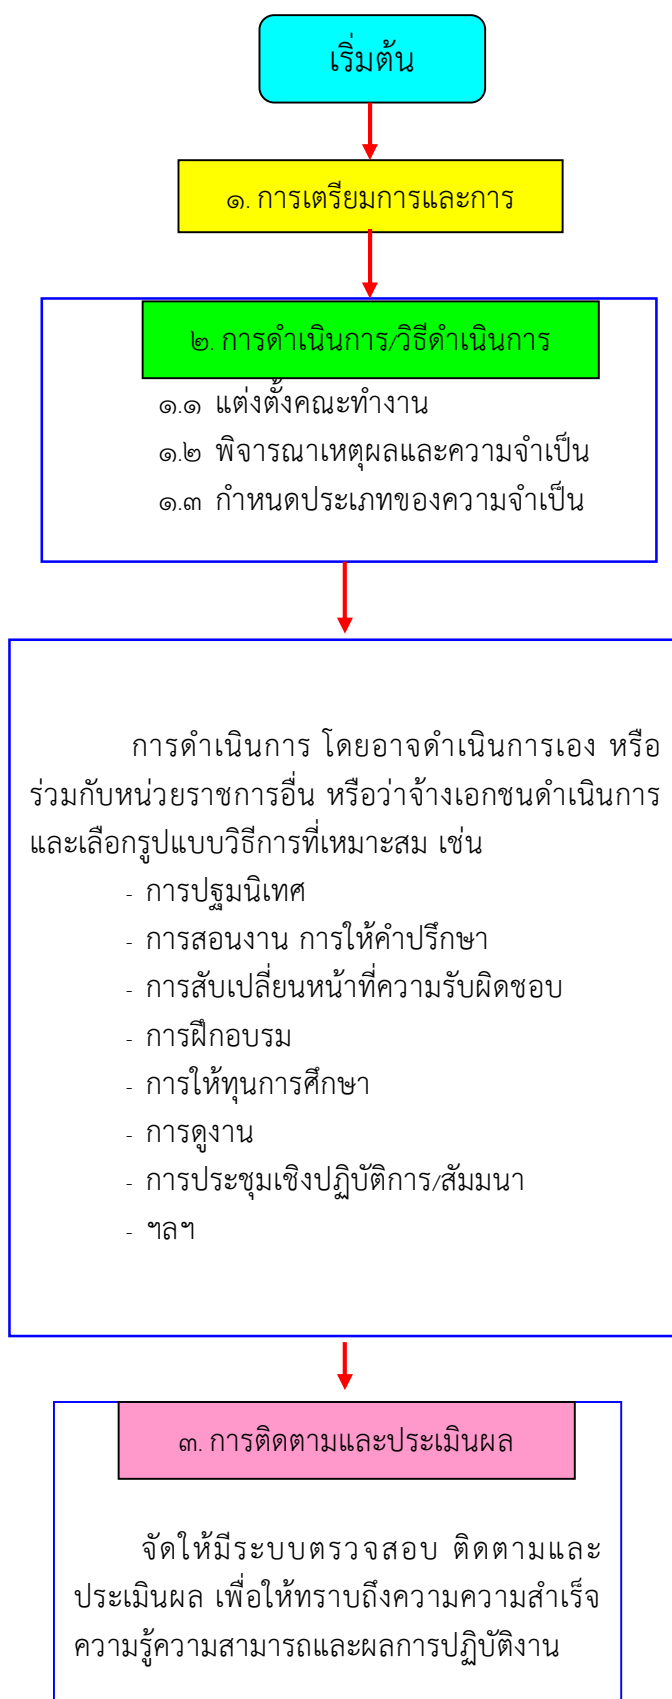 เริ่มต้น
๑. การเตรียมการและการ
๒. การดำเนินการ/วิธีดำเนินการ
๑.๑ แต่งตั้งคณะทำงาน
๑.๒ พิจารณาเหตุผลและความจำเป็น
๑.๓ กำหนดประเภทของความจำเป็น
การดำเนินการ โดยอาจดำเนินการเอง หรือ
ร่วมกับหน่วยราชการอื่น หรือว่าจ้างเอกชนดำเนินการ
และเลือกรูปแบบวิธีการที่เหมาะสม เช่น
- การปฐมนิเทศ
- การสอนงาน การให้คำปรึกษา
- การสับเปลี่ยนหน้าที่ความรับผิดชอบ
- การฝึกอบรม
- การให้ทุนการศึกษา
- การดูงาน
- การประชุมเชิงปฏิบัติการ/สัมมนา
- ฯลฯ
๓. การติดตามและประเมินผล
จัดให้มีระบบตรวจสอบ ติดตามและ
ประเมินผล เพื่อให้ทราบถึงความความสำเร็จ
ความรู้ความสามารถและผลการปฏิบัติงาน